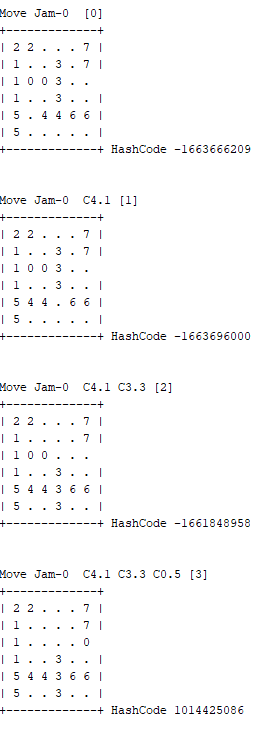 Move Jam-0  [0]
+-------------+
| 2 2 . . . 7 |
| 1 . . 3 . 7 |
| 1 0 0 3 . .
| 1 . . 3 . . |
| 5 . 4 4 6 6 |
| 5 . . . . . |
+-------------+ HashCode -1663666209
Move Jam-0  C4.1 [1]
+-------------+
| 2 2 . . . 7 |
| 1 . . 3 . 7 |
| 1 0 0 3 . .
| 1 . . 3 . . |
| 5 4 4 . 6 6 |
| 5 . . . . . |
+-------------+ HashCode -1663696000
Move Jam-0  C4.1 C3.3 [2]
+-------------+
| 2 2 . . . 7 |
| 1 . . . . 7 |
| 1 0 0 . . .
| 1 . . 3 . . |
| 5 4 4 3 6 6 |
| 5 . . 3 . . |
+-------------+ HashCode -1661848958
Move Jam-0  C4.1 C3.3 C0.5 [3]
+-------------+
| 2 2 . . . 7 |
| 1 . . . . 7 |
| 1 . . . . 0
| 1 . . 3 . . |
| 5 4 4 3 6 6 |
| 5 . . 3 . . |
+-------------+ HashCode 1014425086